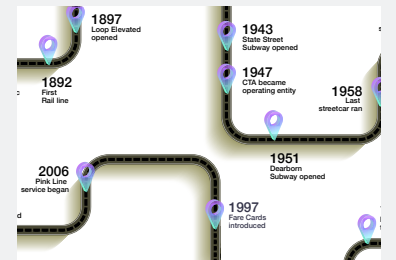 1897
Loop Elevated
opened
1892
First
Rail line
1943
State Street
Subway opened
1947
CTA became
operating entity
1958
Last
streetcar ran
1951
Dearborn
Subway opened
2006
Pink Line
service began
1997
Fare Cards
introduced